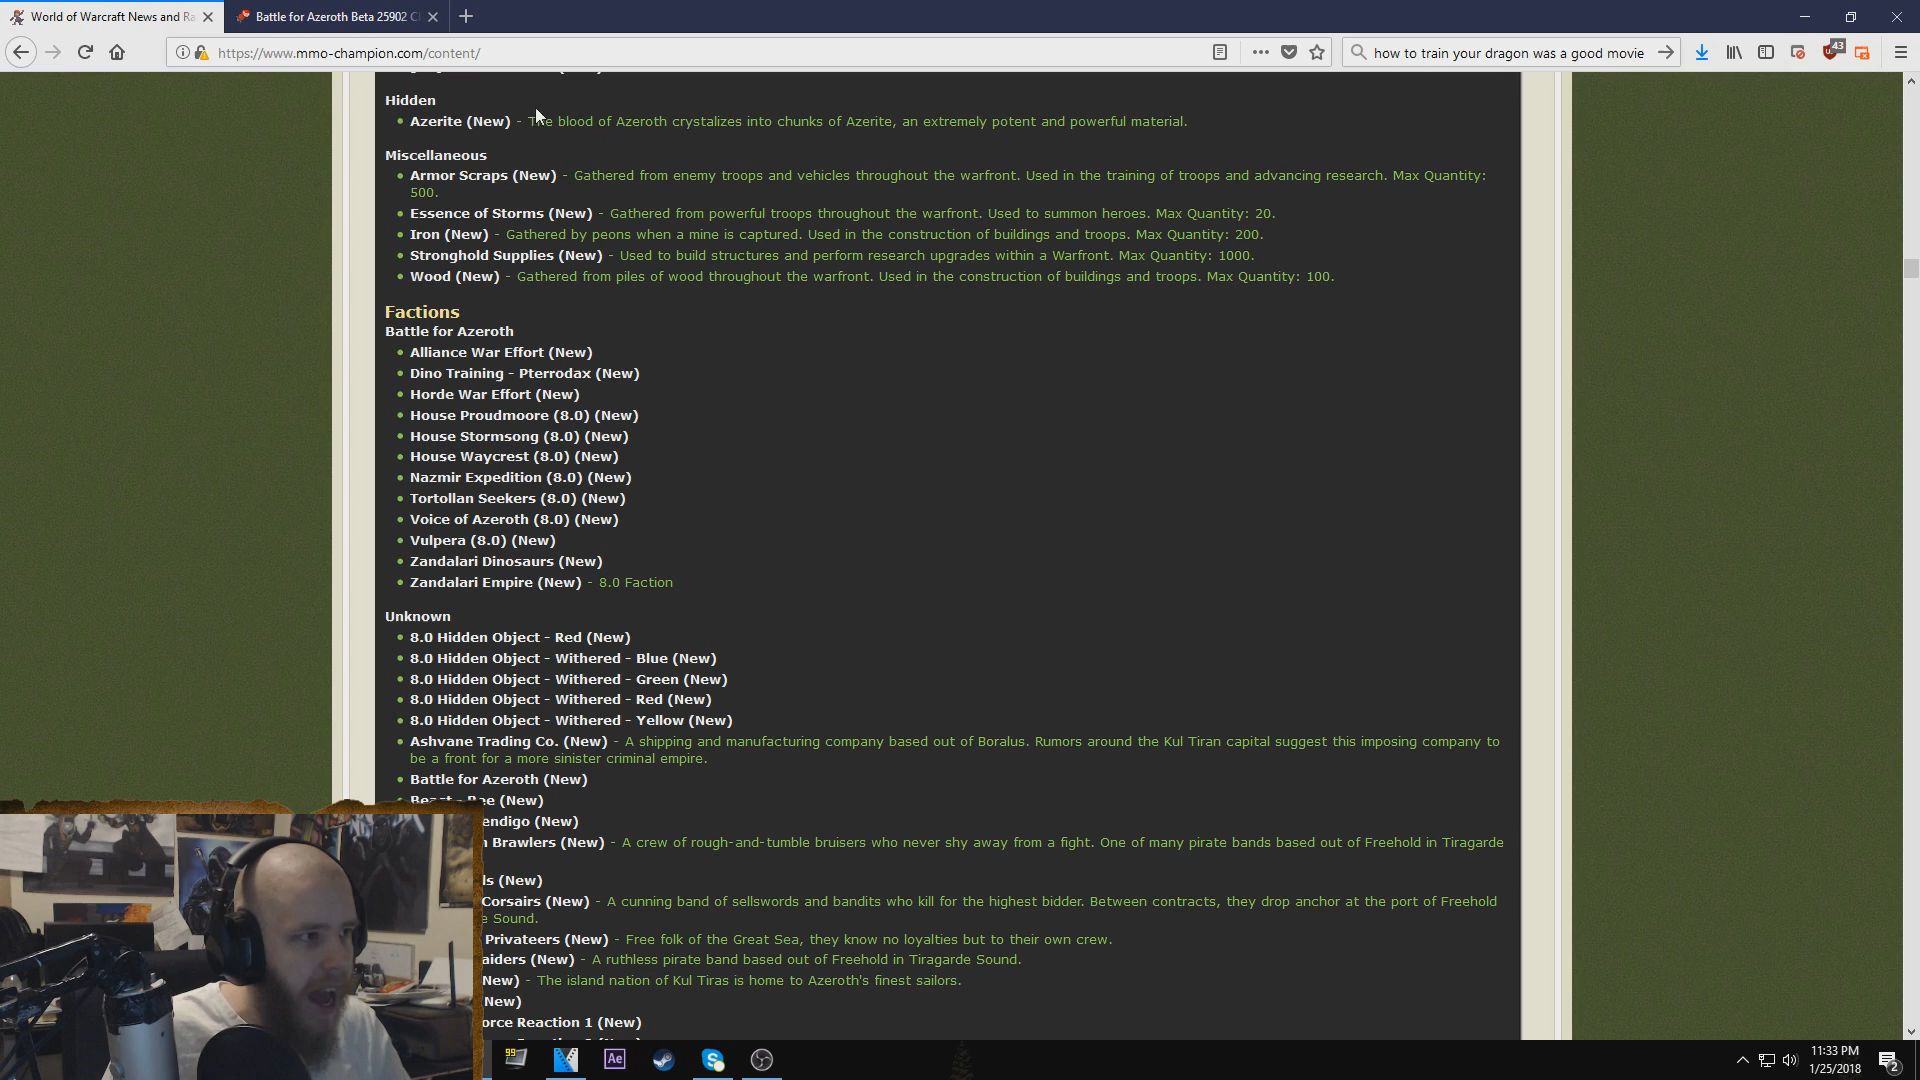 World of Warcraft News and Ra
Battle for Azeroth Beta 25902 C
https://www.mmo-champion.com/content/
how to train your dragon was a good movie
43
Hidden
Azerite (New) - The blood of Azeroth crystalizes into chunks of Azerite, an extremely potent and powerful material.
Miscellaneous
Armor Scraps (New) - Gathered from enemy troops and vehicles throughout the warfront. Used in the training of troops and advancing research. Max Quantity:
500.
Essence of Storms (New) - Gathered from powerful troops throughout the warfront. Used to summon heroes. Max Quantity: 20.
Iron (New) - Gathered by peons when a mine is captured. Used in the construction of buildings and troops. Max Quantity: 200.
Stronghold Supplies (New) - Used to build structures and perform research upgrades within a Warfront. Max Quantity: 1000.
Wood (New) - Gathered from piles of wood throughout the warfront. Used in the construction of buildings and troops. Max Quantity: 100.
Factions
Battle for Azeroth
Alliance War Effort (New)
Dino Training - Pterrodax (New)
Horde War Effort (New)
House Proudmoore (8.0) (New)
House Stormsong (8.0) (New)
House Waycrest (8.0) (New)
Nazmir Expedition (8.0) (New)
Tortollan Seekers (8.0) (New)
Voice of Azeroth (8.0) (New)
Vulpera (8.0) (New)
Zandalari Dinosaurs (New)
Zandalari Empire (New) - 8.0 Faction
Unknown
8.0 Hidden Object - Red (New)
8.0 Hidden Object - Withered - Blue (New)
8.0 Hidden Object - Withered - Green (New)
8.0 Hidden Object - Withered - Red (New)
8.0 Hidden Object - Withered - Yellow (New)
Ashvane Trading Co. (New) - A shipping and manufacturing company based out of Boralus. Rumors around the Kul Tiran capital suggest this imposing company to
be a front for a more sinister criminal empire.
Battle for Azeroth (New)
Beast - Bee (New)
endigo (New)
n Brawlers (New) - A crew of rough-and-tumble bruisers who never shy away from a fight. One of many pirate bands based out of Freehold in Tiragarde
ls (New)
Corsairs (New) - A cunning band of sellswords and bandits who kill for the highest bidder. Between contracts, they drop anchor at the port of Freehold
e Sound.
Privateers (New) - Free folk of the Great Sea, they know no loyalties but to their own crew.
aiders (New) - A ruthless pirate band based out of Freehold in Tiragarde Sound.
New) - The island nation of Kul Tiras is home to Azeroth's finest sailors.
(New)
orce Reaction 1 (New)
99
Ae
11:33 PM
1/25/2018
2